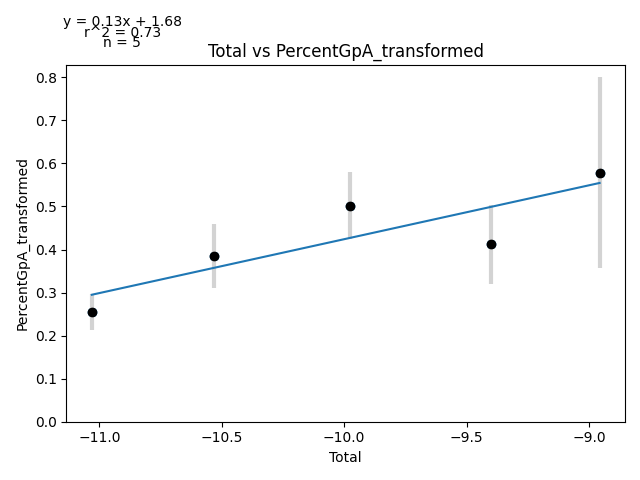 y = 0.13x + 1.68
r^2 = 0.73
n = 5
Total vs PercentGpA_transformed
0.8
0.7
0.6
0.5
0.4
0.3
0.2
0.1
0.0
PercentGpA_transformed
−11.0 −10.5 −10.0 −9.5 −9.0
Total